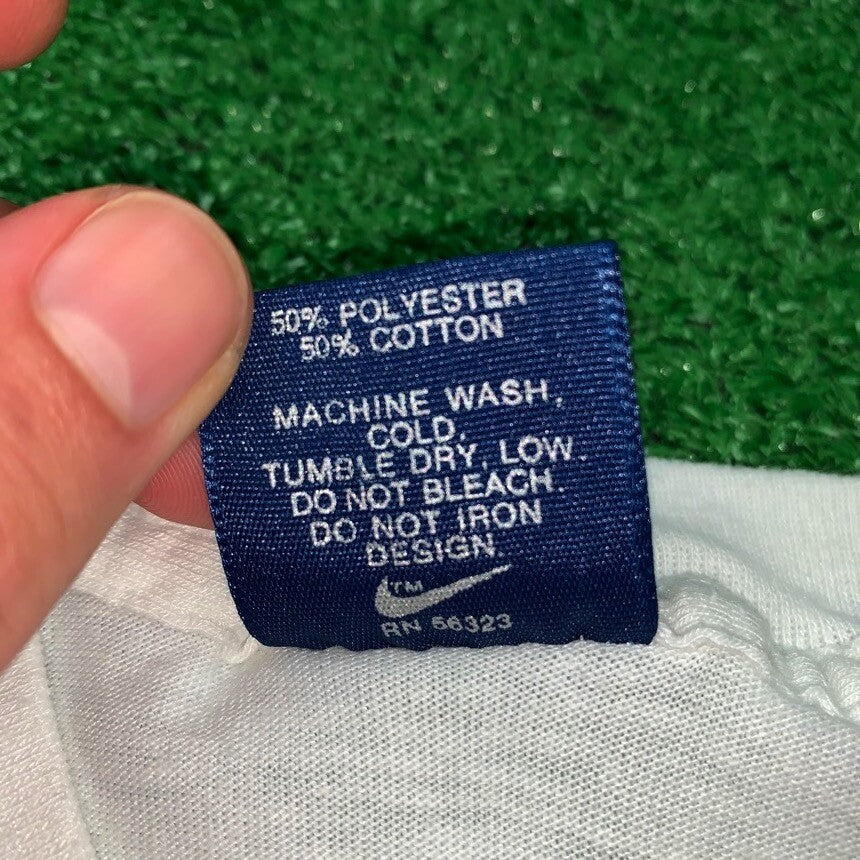 50% POLYESTER
50% COTTON
MACHINE WASH,
COLD,
TUMBLE DRY, LOW.
DO NOT BLEACH.
DO NOT IRON
DESIGN
™
RN 56323